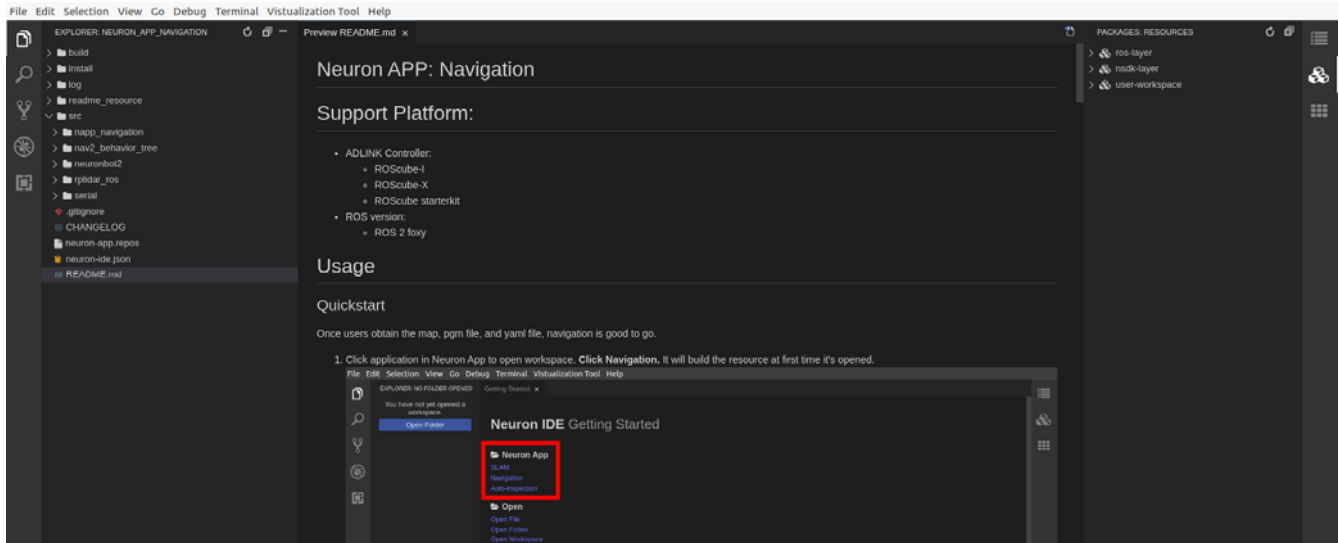 File Edit Selection View Go Debug Terminal Vistualization Tool Help
EXPLORER: NEURON_APP_NAVIGATION
build
install
log
readme_resource
src
napp_navigation
nav2_behavior_tree
neuronbot2
rplidar_ros
serial
.gitignore
CHANGELOG
neuron-app.repos
neuron-ide.json
README.md
Preview README.md ×
Neuron APP: Navigation
Support Platform:
• ADLINK Controller:
◦ ROScube-I
◦ ROScube-X
◦ ROScube starterkit
• ROS version:
◦ ROS 2 foxy
Usage
Quickstart
Once users obtain the map, pgm file, and yaml file, navigation is good to go.
1. Click application in Neuron App to open workspace. Click Navigation. It will build the resource at first time it's opened.
File Edit Selection View Go Debug Terminal Vistualization Tool Help
EXPLORER: NO FOLDER OPENED
You have not yet opened a
workspace.
Open Folder
Getting Started ×
Neuron IDE Getting Started
Neuron App
SLAM
Navigation
Auto-inspection
Open
Open File
Open Folder
Open Workspace
PACKAGES: RESOURCES
ros-layer
nsdk-layer
user-workspace